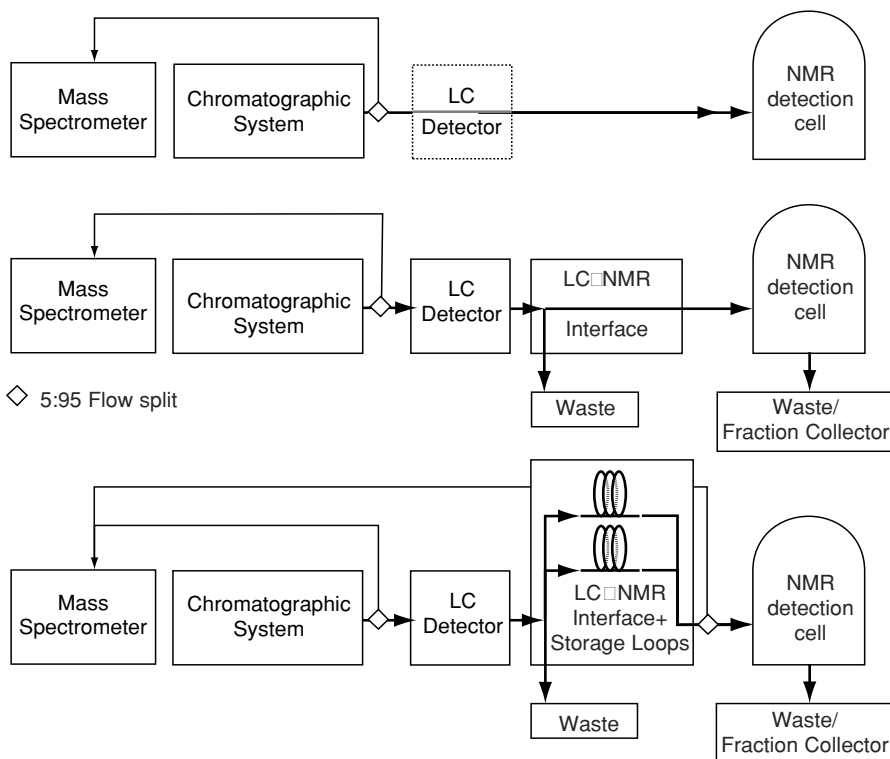 Mass
Spectrometer
Chromatographic
System
LC
Detector
NMR
detection
cell
Mass
Spectrometer
Chromatographic
System
LC
Detector
LC□NMR
Interface
NMR
detection
cell
5:95 Flow split
Waste
Waste/
Fraction Collector
Mass
Spectrometer
Chromatographic
System
LC
Detector
LC□NMR
Interface+
Storage Loops
NMR
detection
cell
Waste
Waste/
Fraction Collector